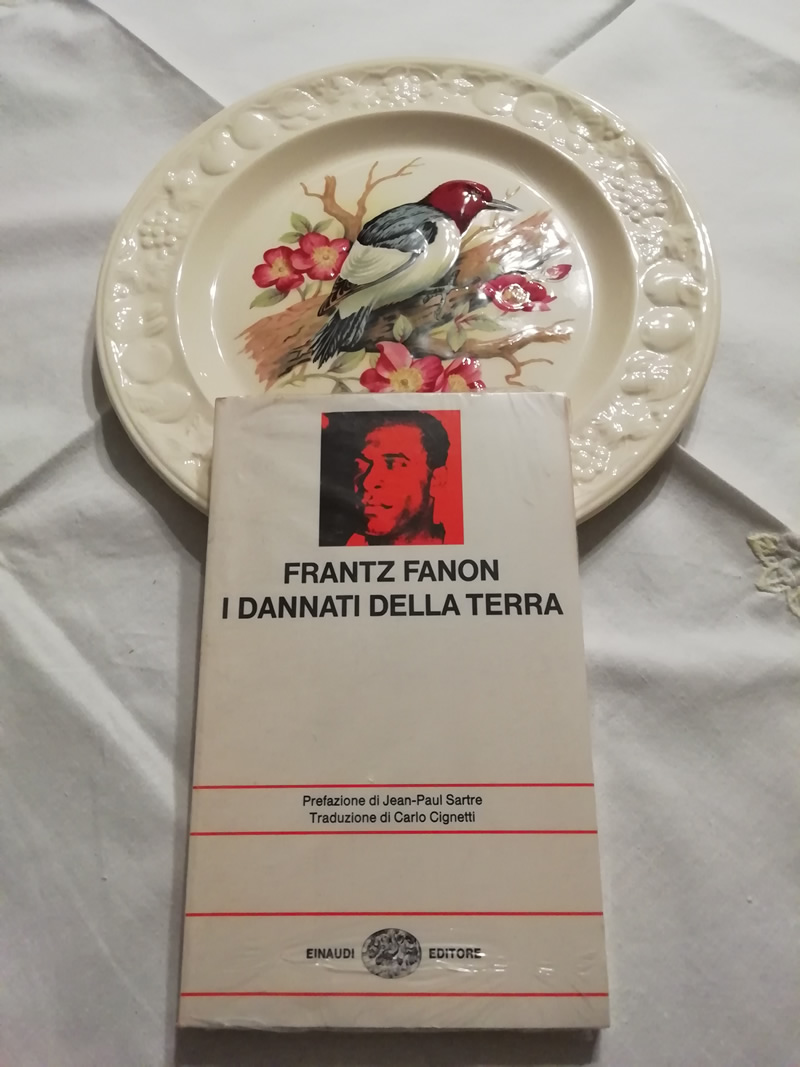 FRANTZ FANON
I DANNATI DELLA TERRA
Prefazione di Jean-Paul Sartre
Traduzione di Carlo Cignetti
EINAUDI EDITORE